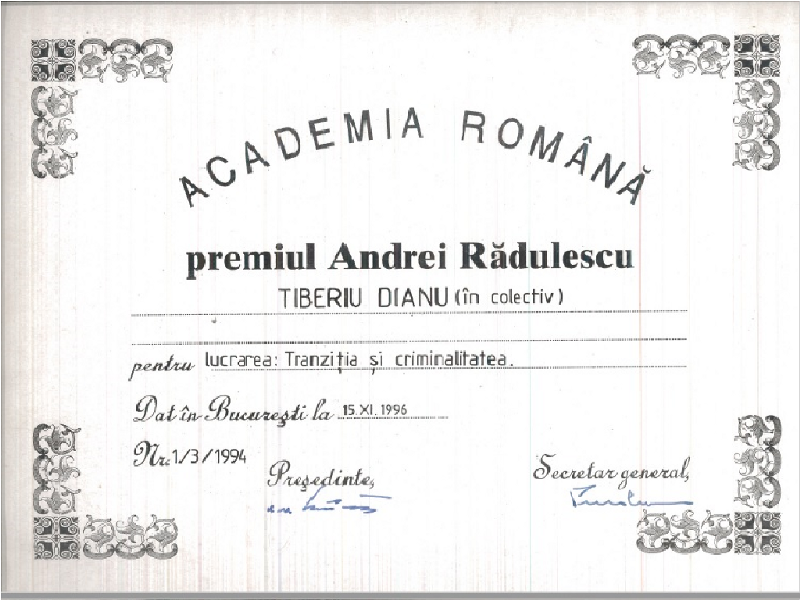 ACADEMIA ROMÂNĂ
premiul Andrei Rădulescu
TIBERIU DIANU (în colectiv)
pentru lucrarea: Tranziția și criminalitatea.
Dat în București la 15.XI.1996
Nr. 1/3/1994
Președinte, Secretar general,